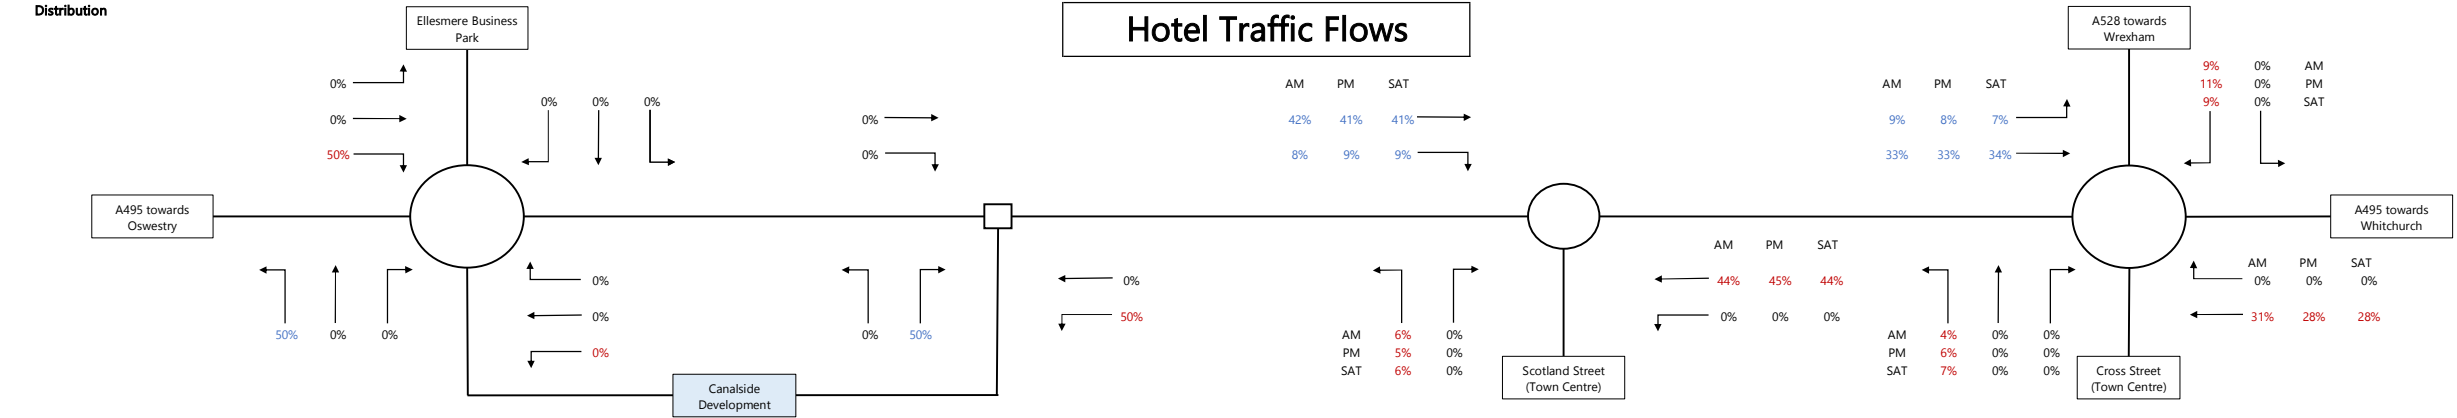 Distribution
Hotel Traffic Flows
Ellesmere Business
Park
A528 towards
Wrexham
9% 0% AM
11% 0% PM
9% 0% SAT
0%
0%
50%
0% 0% 0%
0%
0%
AM PM SAT
42% 41% 41%
8% 9% 9%
AM PM SAT
9% 8% 7%
33% 33% 34%
A495 towards
Oswestry
A495 towards
Whitchurch
50% 0% 0%
0%
0%
0%
0% 50%
0%
50%
AM 6% 0%
PM 5% 0%
SAT 6% 0%
AM PM SAT
44% 45% 44%
0% 0% 0%
AM 4% 0% 0%
PM 6% 0% 0%
SAT 7% 0% 0%
AM PM SAT
0% 0% 0%
31% 28% 28%
Canalside
Development
Scotland Street
(Town Centre)
Cross Street
(Town Centre)